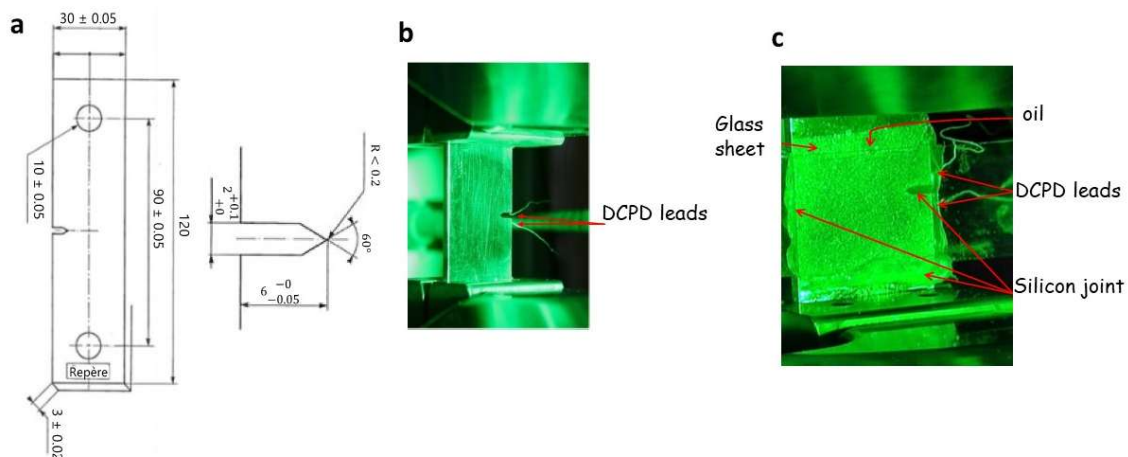 a
30 ± 0.05
10 ± 0.05
90 ± 0.05
120
Repère
3 ± 0.02
2 +0.1 +0
R < 0.2
60°
6 −0 −0.05
b
DCPD leads
c
Glass
sheet
oil
DCPD leads
Silicon joint